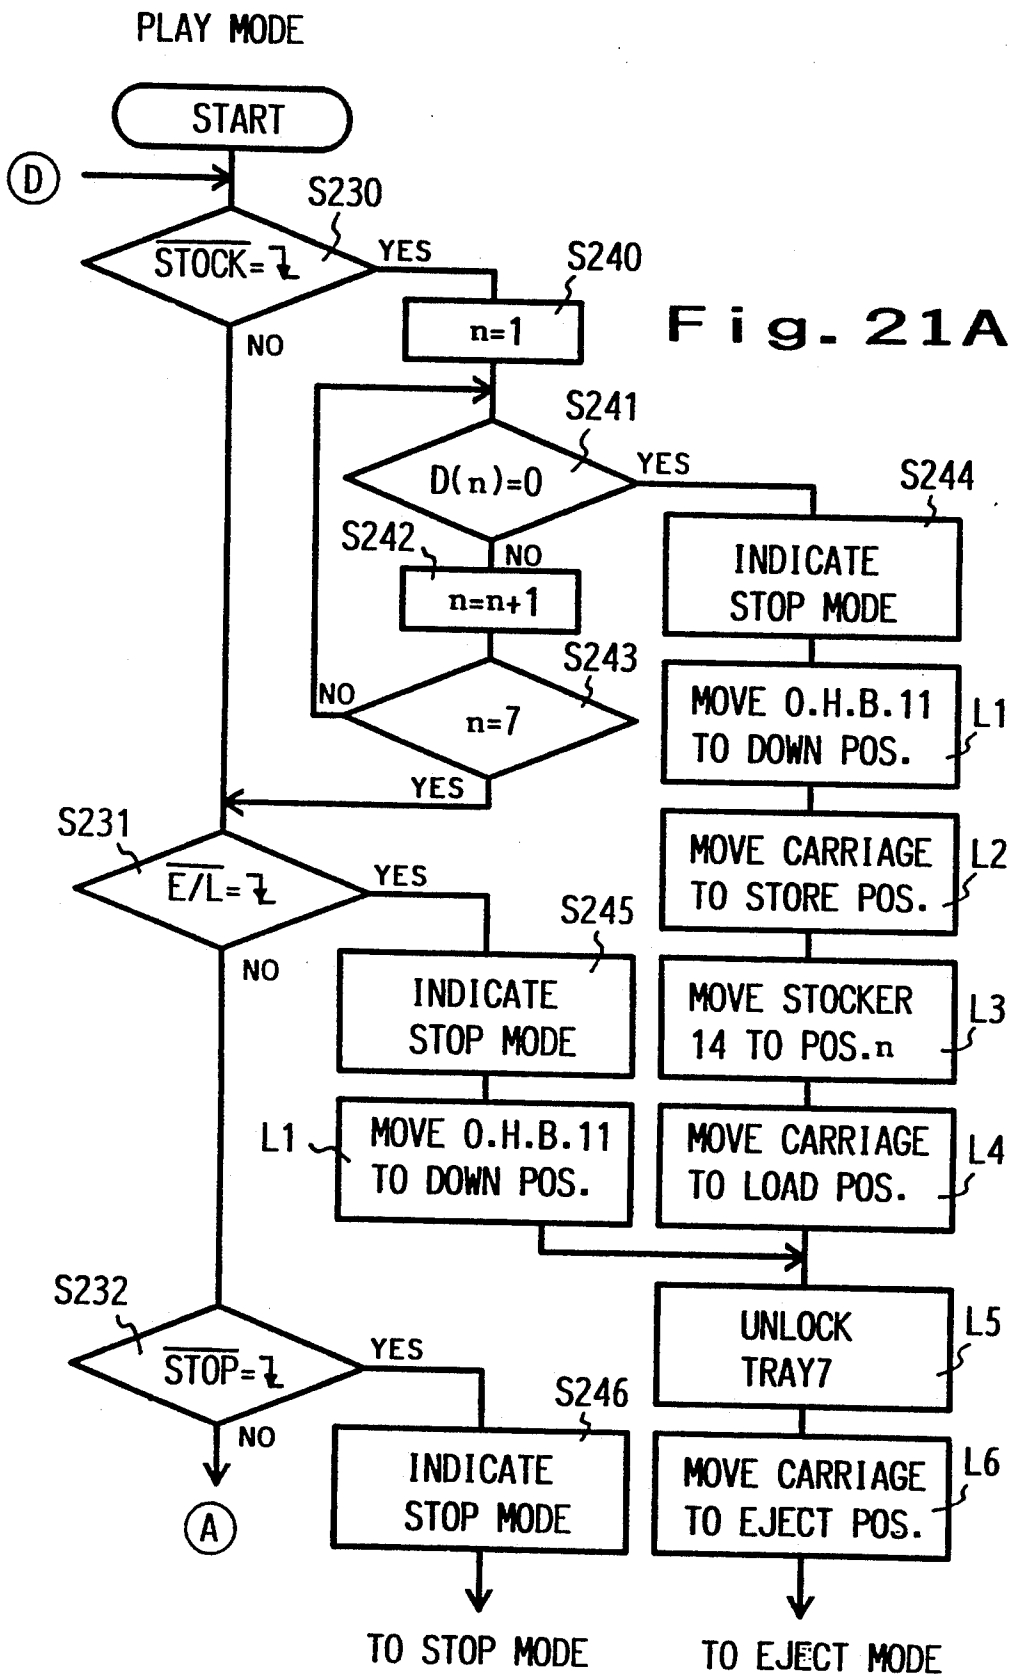 PLAY MODE
START
D
S230
STOCK=
YES
NO
S240
n=1
Fig. 21A
S241
D(n)=0
YES
NO
S244
INDICATE
STOP MODE
S242
n=n+1
S243
n=7
NO
YES
MOVE O.H.B.11
TO DOWN POS.
L1
MOVE CARRIAGE
TO STORE POS.
L2
S231
E/L=
YES
NO
S245
INDICATE
STOP MODE
MOVE STOCKER
14 TO POS.n
L3
L1
MOVE O.H.B.11
TO DOWN POS.
MOVE CARRIAGE
TO LOAD POS.
L4
S232
STOP=
YES
NO
A
UNLOCK
TRAY7
L5
S246
INDICATE
STOP MODE
MOVE CARRIAGE
TO EJECT POS.
L6
TO STOP MODE
TO EJECT MODE